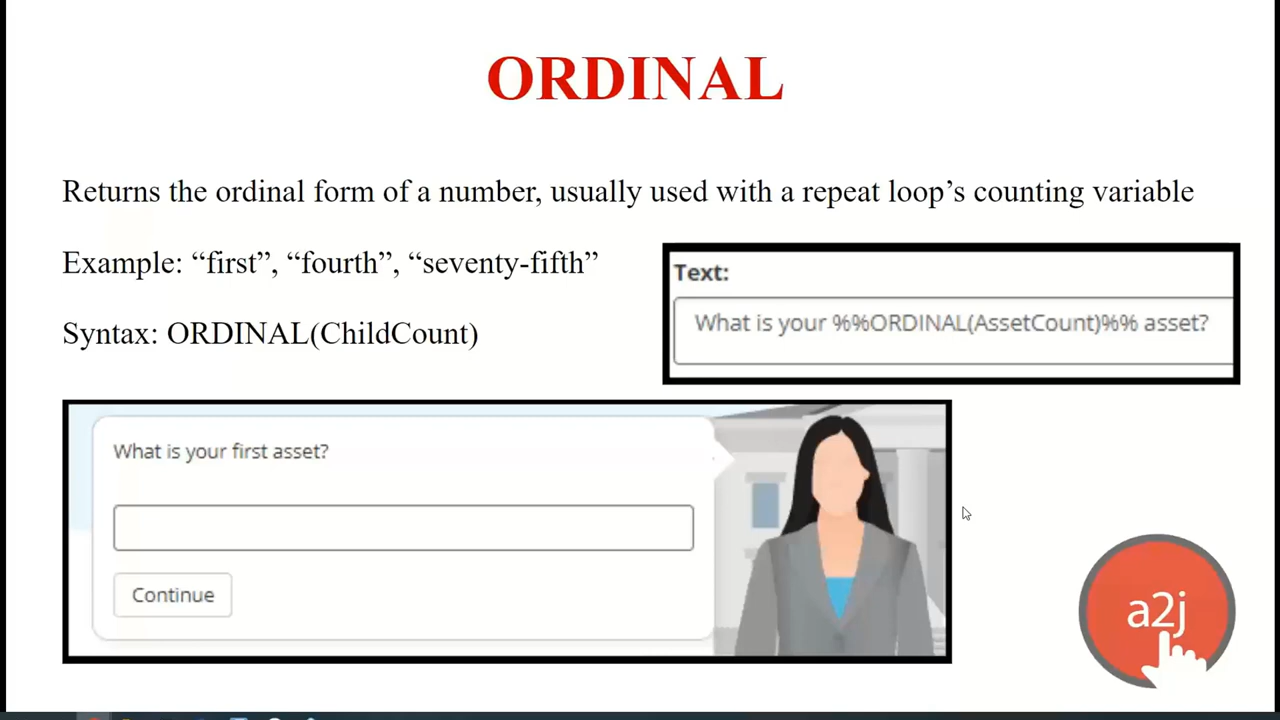 ORDINAL
Returns the ordinal form of a number, usually used with a repeat loop’s counting variable
Example: “first”, “fourth”, “seventy-fifth”
Syntax: ORDINAL(ChildCount)
Text:
What is your %%ORDINAL(AssetCount)%% asset?
What is your first asset?
Continue
a2j